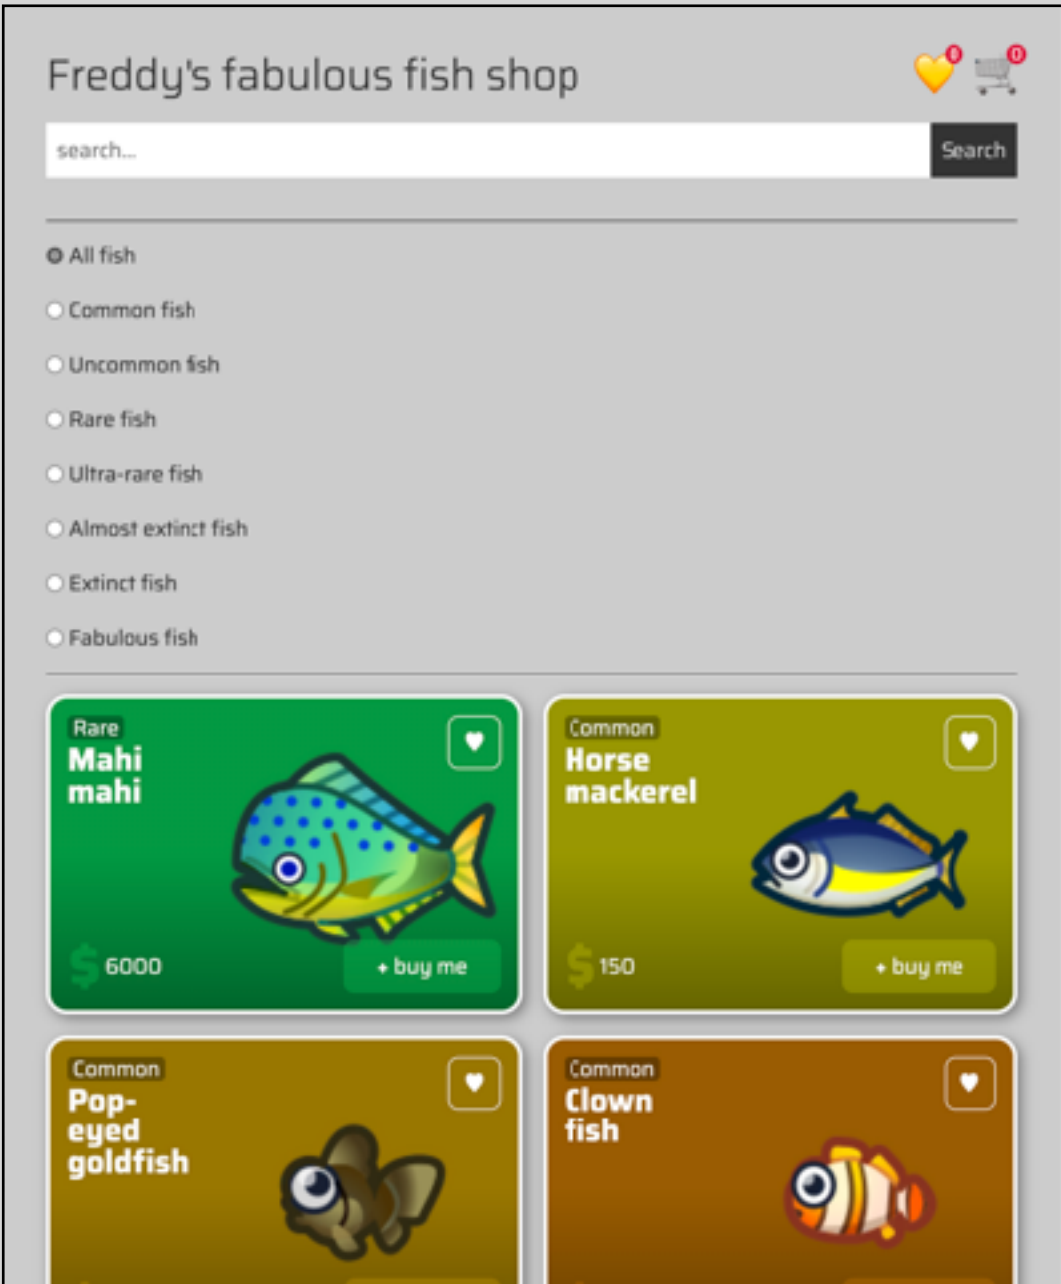 Freddy's fabulous fish shop
0
0
search...
Search
All fish
Common fish
Uncommon fish
Rare fish
Ultra-rare fish
Almost extinct fish
Extinct fish
Fabulous fish
Rare
Mahi
mahi
$ 6000
+ buy me
Common
Horse
mackerel
$ 150
+ buy me
Common
Pop-
eyed
goldfish
Common
Clown
fish